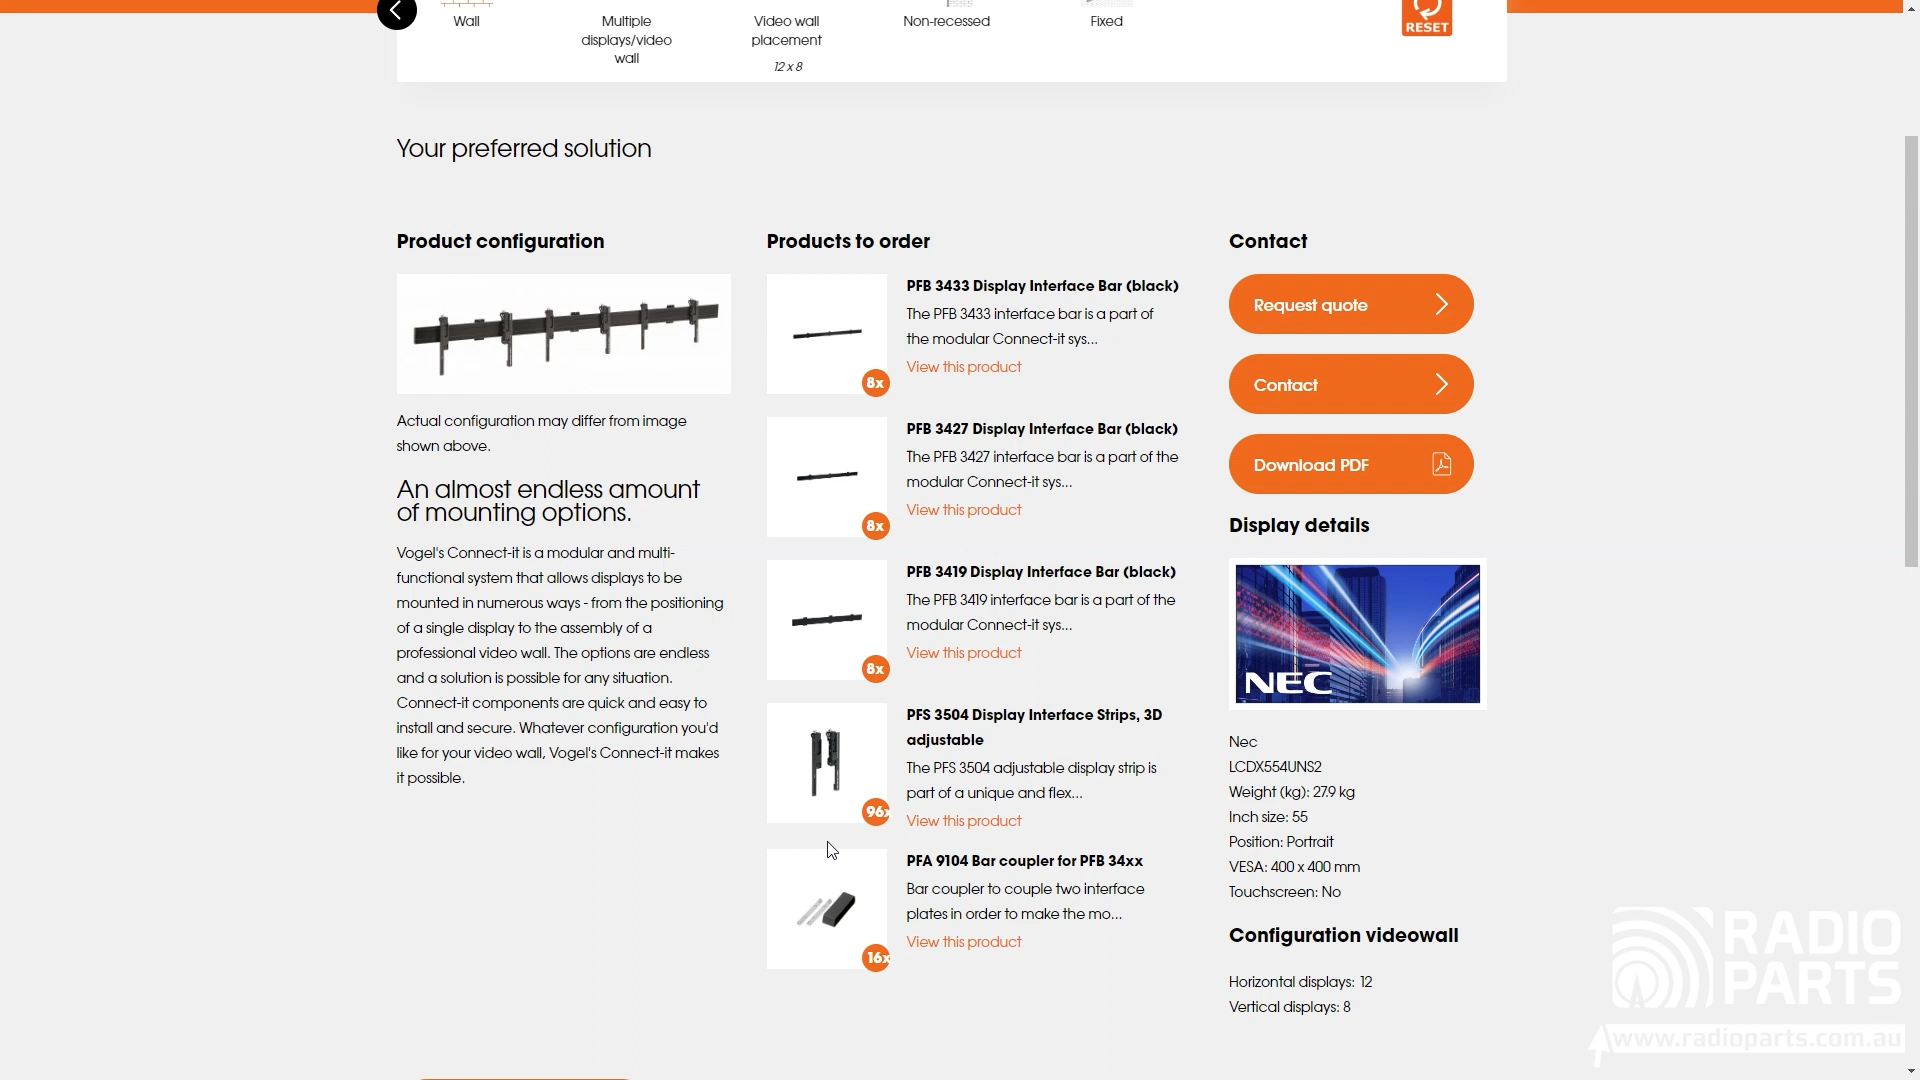 Wall
Multiple
displays/video
wall
Video wall
placement
12 x 8
Non-recessed
Fixed
RESET
Your preferred solution
Product configuration
Actual configuration may differ from image
shown above.
An almost endless amount
of mounting options.
Vogel's Connect-it is a modular and multi-
functional system that allows displays to be
mounted in numerous ways - from the positioning
of a single display to the assembly of a
professional video wall. The options are endless
and a solution is possible for any situation.
Connect-it components are quick and easy to
install and secure. Whatever configuration you'd
like for your video wall, Vogel's Connect-it makes
it possible.
Products to order
8x
PFB 3433 Display Interface Bar (black)
The PFB 3433 interface bar is a part of
the modular Connect-it sys...
View this product
8x
PFB 3427 Display Interface Bar (black)
The PFB 3427 interface bar is a part of the
modular Connect-it sys...
View this product
8x
PFB 3419 Display Interface Bar (black)
The PFB 3419 interface bar is a part of the
modular Connect-it sys...
View this product
96x
PFS 3504 Display Interface Strips, 3D
adjustable
The PFS 3504 adjustable display strip is
part of a unique and flex...
View this product
16x
PFA 9104 Bar coupler for PFB 34xx
Bar coupler to couple two interface
plates in order to make the mo...
View this product
Contact
Request quote
Contact
Download PDF
Display details
NEC
Nec
LCDX554UNS2
Weight (kg): 27.9 kg
Inch size: 55
Position: Portrait
VESA: 400 x 400 mm
Touchscreen: No
Configuration videowall
Horizontal displays: 12
Vertical displays: 8
RADIO
PARTS
www.radioparts.com.au